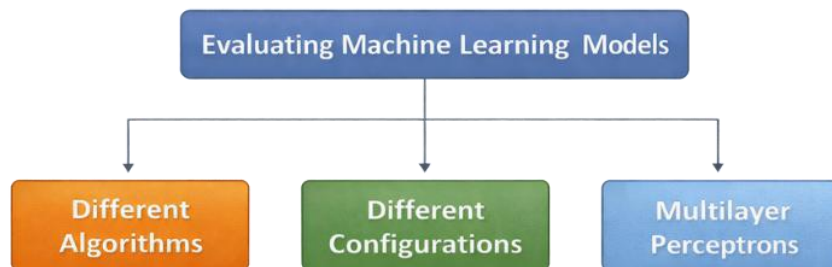 Evaluating Machine Learning Models
Different
Algorithms
Different
Configurations
Multilayer
Perceptrons